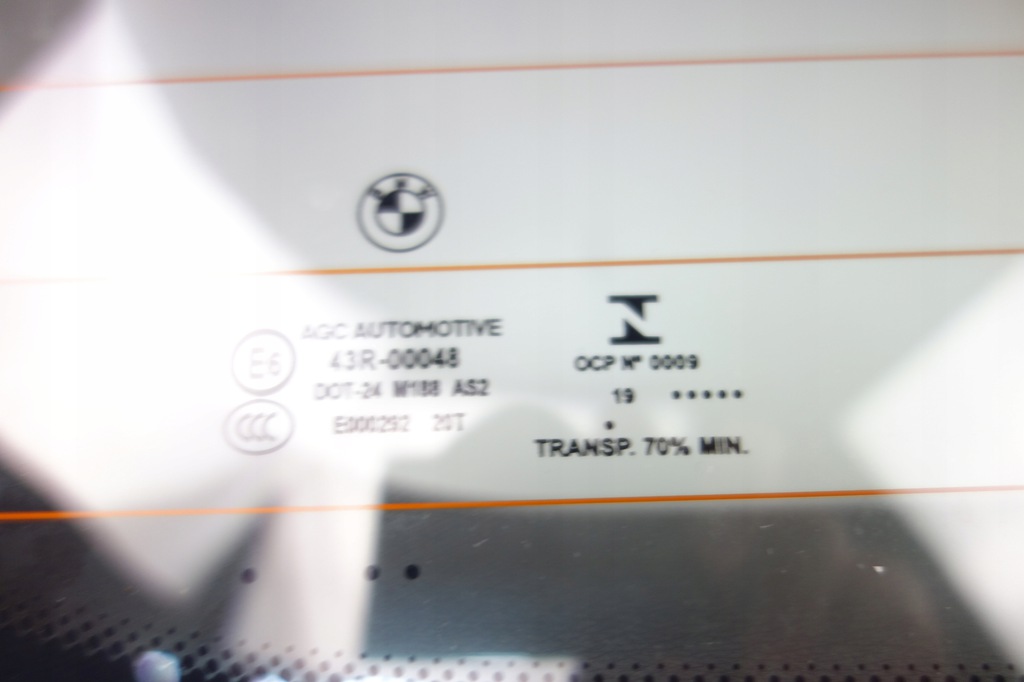 BMW
AGC AUTOMOTIVE
E6
43R-00048
DOT-24 M188 AS2
CCC
E000292 20T
N
OCP Nº 0009
19 •••••
•
TRANSP. 70% MIN.